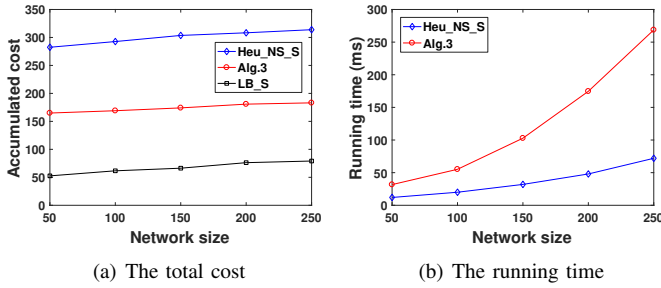 350
300
250
200
150
100
50
0
Accumulated cost
Heu_NS_S
Alg.3
LB_S
50 100 150 200 250
Network size
(a) The total cost
300
250
200
150
100
50
0
Running time (ms)
Heu_NS_S
Alg.3
50 100 150 200 250
Network size
(b) The running time